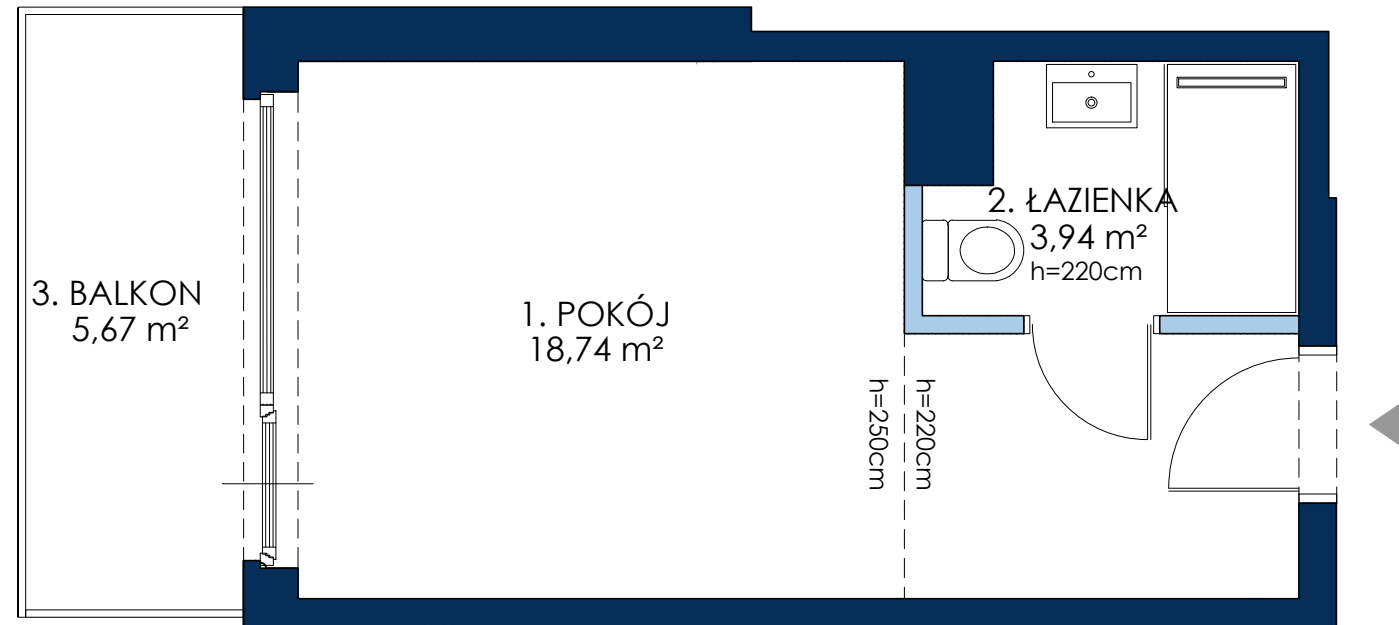 3. BALKON
5,67 m²
1. POKÓJ
18,74 m²
h=250cm
h=220cm
2. ŁAZIENKA
3,94 m²
h=220cm